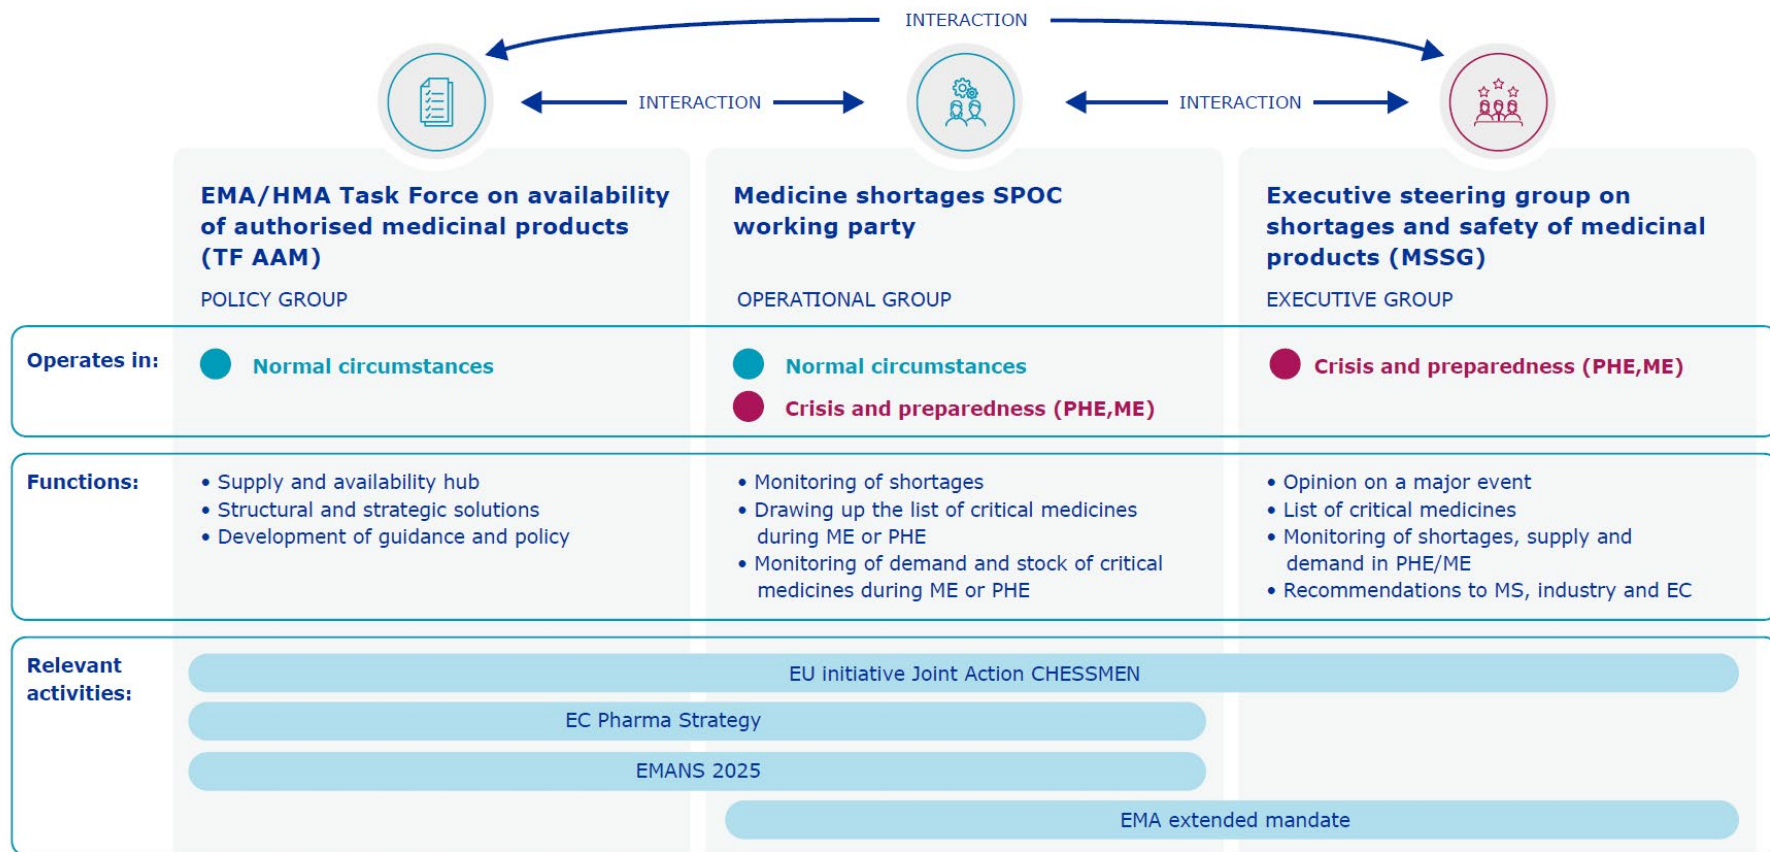 INTERACTION
INTERACTION
INTERACTION
EMA/HMA Task Force on availability
of authorised medicinal products
(TF AAM)
POLICY GROUP
Medicine shortages SPOC
working party
OPERATIONAL GROUP
Executive steering group on
shortages and safety of medicinal
products (MSSG)
EXECUTIVE GROUP
Operates in:
Normal circumstances
Normal circumstances
Crisis and preparedness (PHE,ME)
Crisis and preparedness (PHE,ME)
Functions:
• Supply and availability hub
• Structural and strategic solutions
• Development of guidance and policy
• Monitoring of shortages
• Drawing up the list of critical medicines
during ME or PHE
• Monitoring of demand and stock of critical
medicines during ME or PHE
• Opinion on a major event
• List of critical medicines
• Monitoring of shortages, supply and
demand in PHE/ME
• Recommendations to MS, industry and EC
Relevant
activities:
EU initiative Joint Action CHESSMEN
EC Pharma Strategy
EMANS 2025
EMA extended mandate